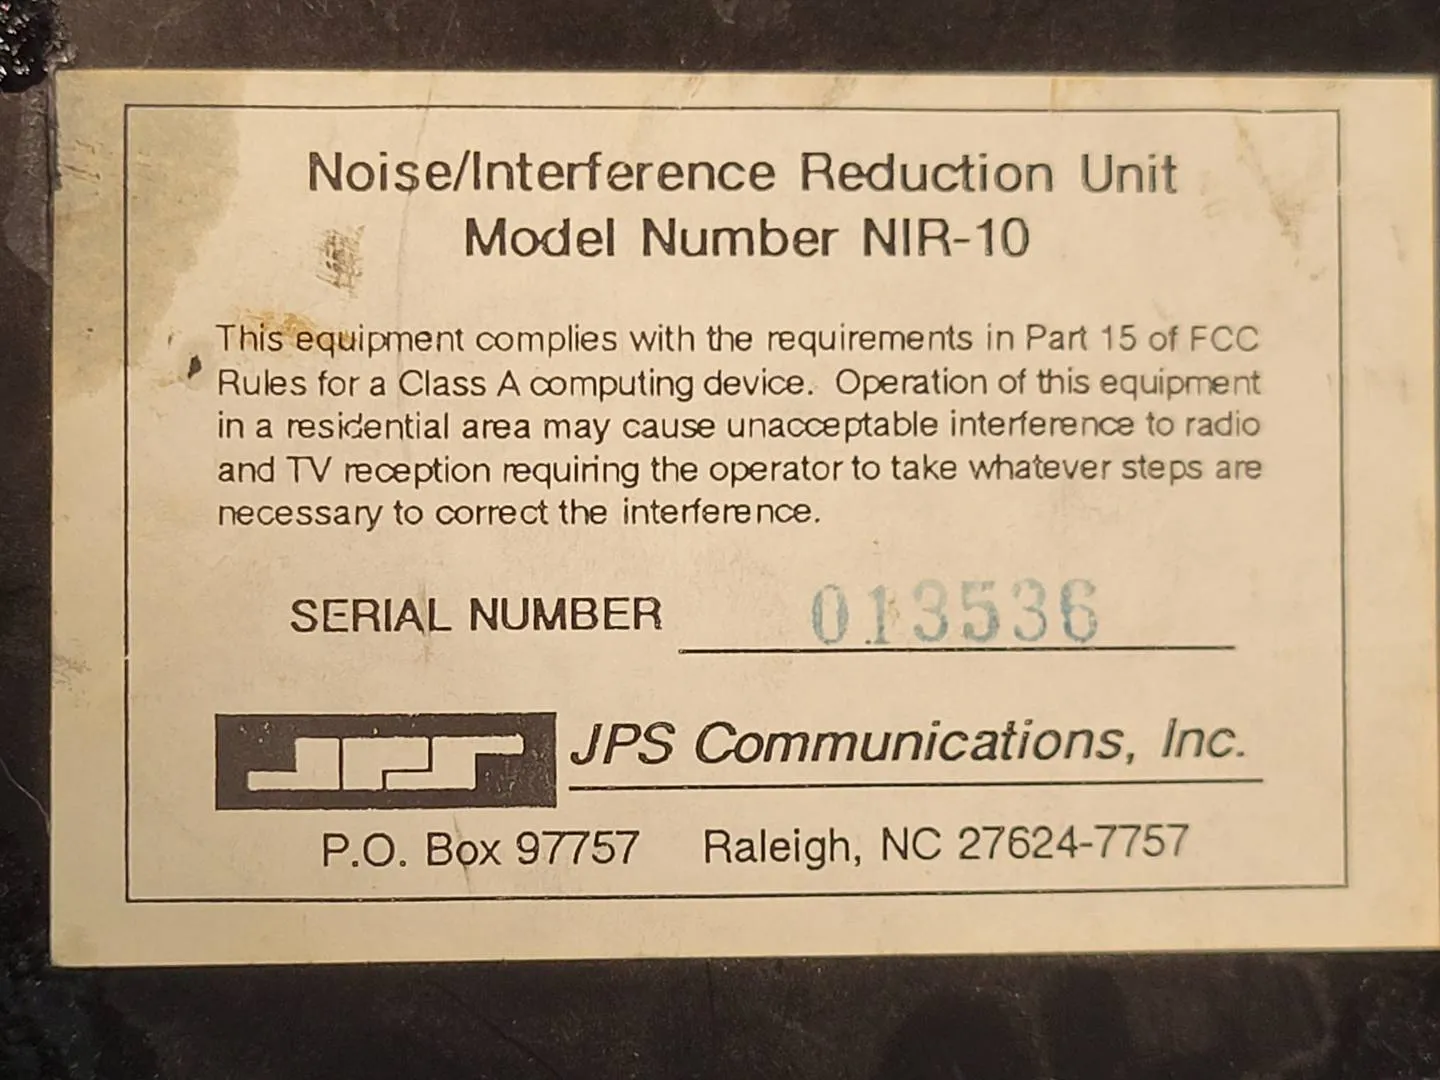 Noise/Interference Reduction Unit
Model Number NIR-10
This equipment complies with the requirements in Part 15 of FCC
Rules for a Class A computing device. Operation of this equipment
in a residential area may cause unacceptable interference to radio
and TV reception requiring the operator to take whatever steps are
necessary to correct the interference.
SERIAL NUMBER 013536
JPS JPS Communications, Inc.
P.O. Box 97757 Raleigh, NC 27624-7757